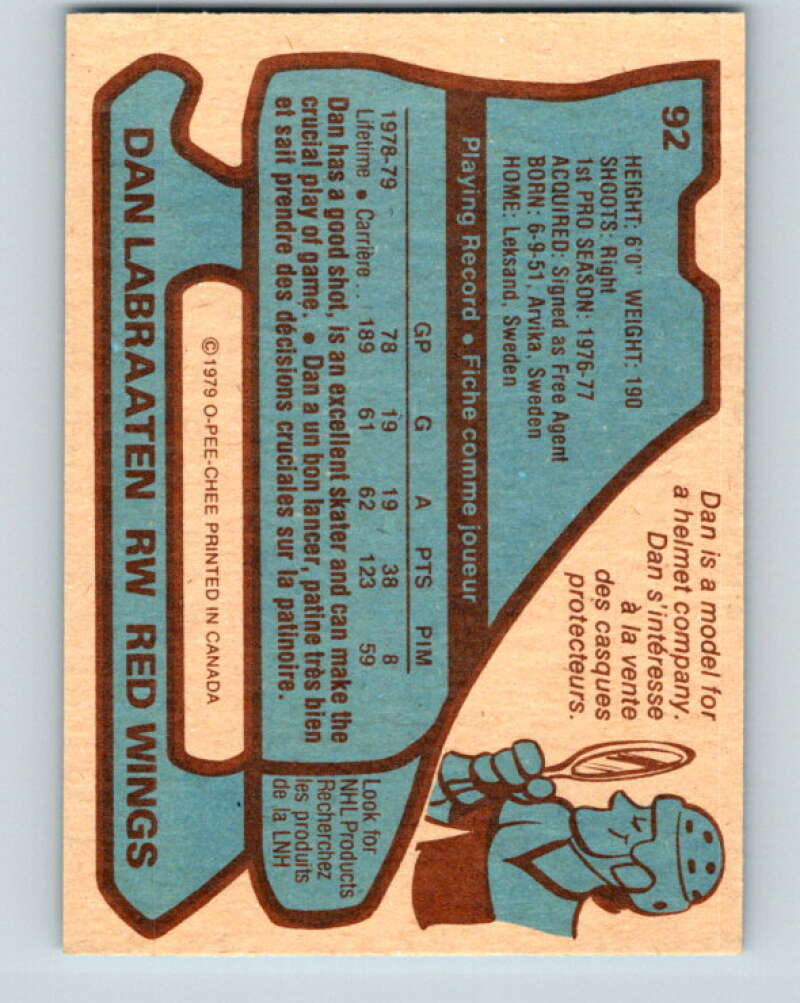 92
HEIGHT: 6'0" WEIGHT: 190
SHOOTS: Right
1st PRO SEASON: 1976-77
ACQUIRED: Signed as Free Agent
BORN: 6-9-51, Arvika, Sweden
HOME: Leksand, Sweden
Dan is a model for
a helmet company.
Dan s'intéresse
à la vente
des casques
protecteurs.
Playing Record • Fiche comme joueur
GP G A PTS PIM
1978-79 78 19 19 38 8
Lifetime • Carrière . . 189 61 62 123 59
Dan has a good shot, is an excellent skater and can make the
crucial play of game. • Dan a un bon lancer, patine très bien
et sait prendre des décisions cruciales sur la patinoire.
Look for
NHL Products
Recherchez
les produits
de la LNH
©1979 O-PEE-CHEE PRINTED IN CANADA
DAN LABRAATEN RW RED WINGS